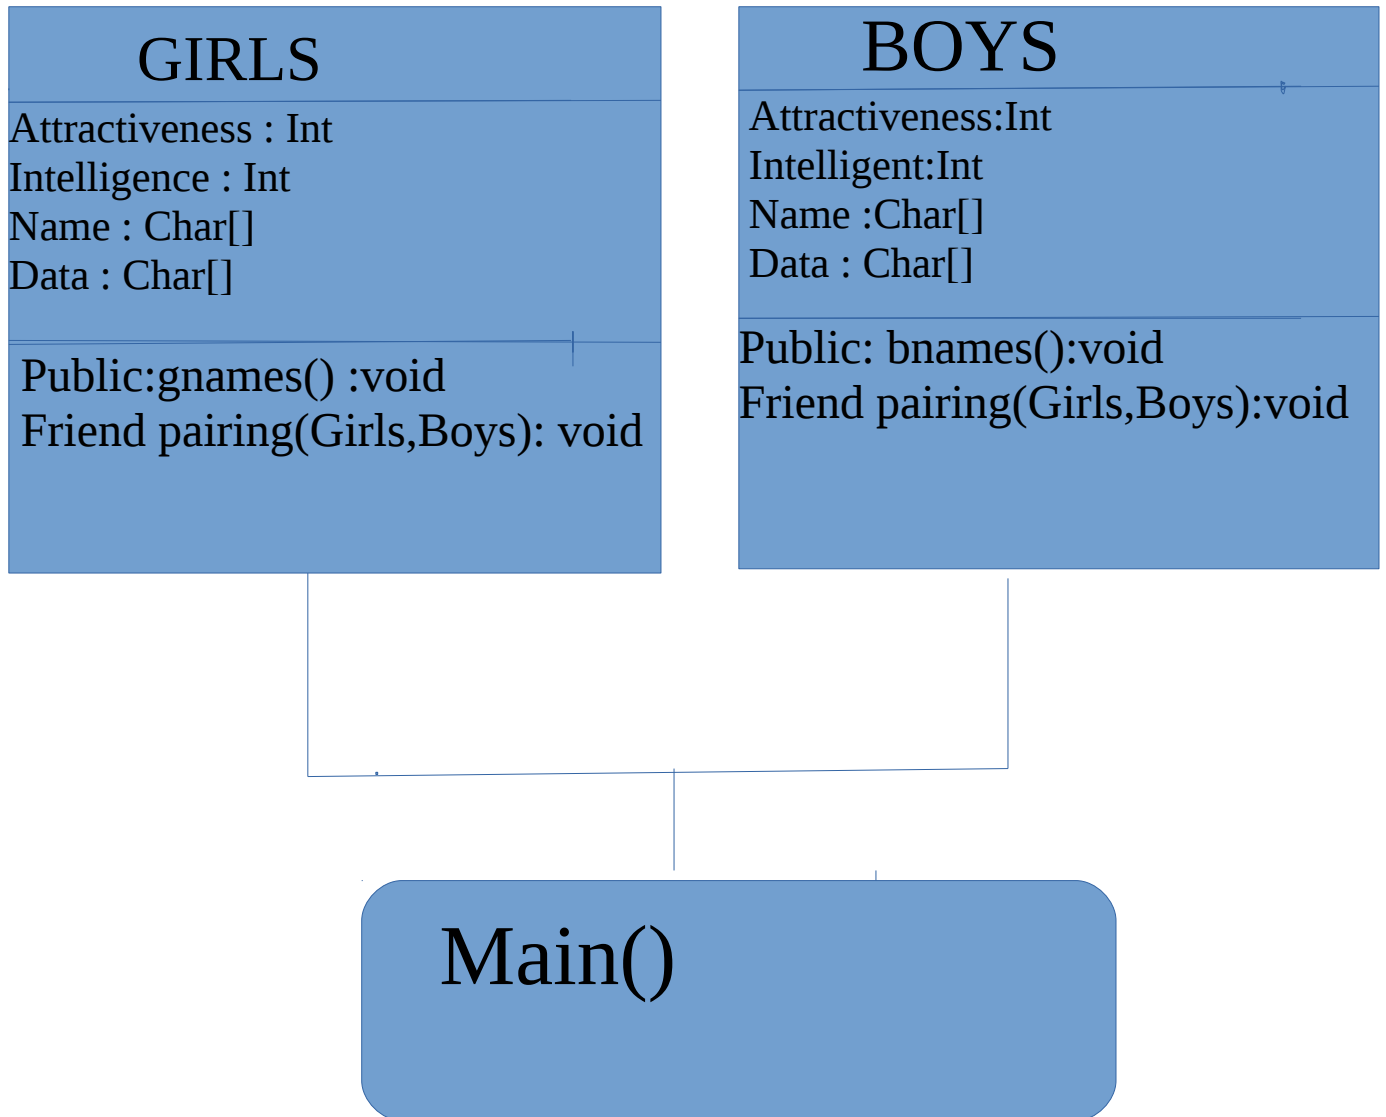 GIRLS
Attractiveness : Int
Intelligence : Int
Name : Char[]
Data : Char[]
Public:gnames() :void
Friend pairing(Girls,Boys): void
BOYS
Attractiveness:Int
Intelligent:Int
Name :Char[]
Data : Char[]
Public: bnames():void
Friend pairing(Girls,Boys):void
Main()